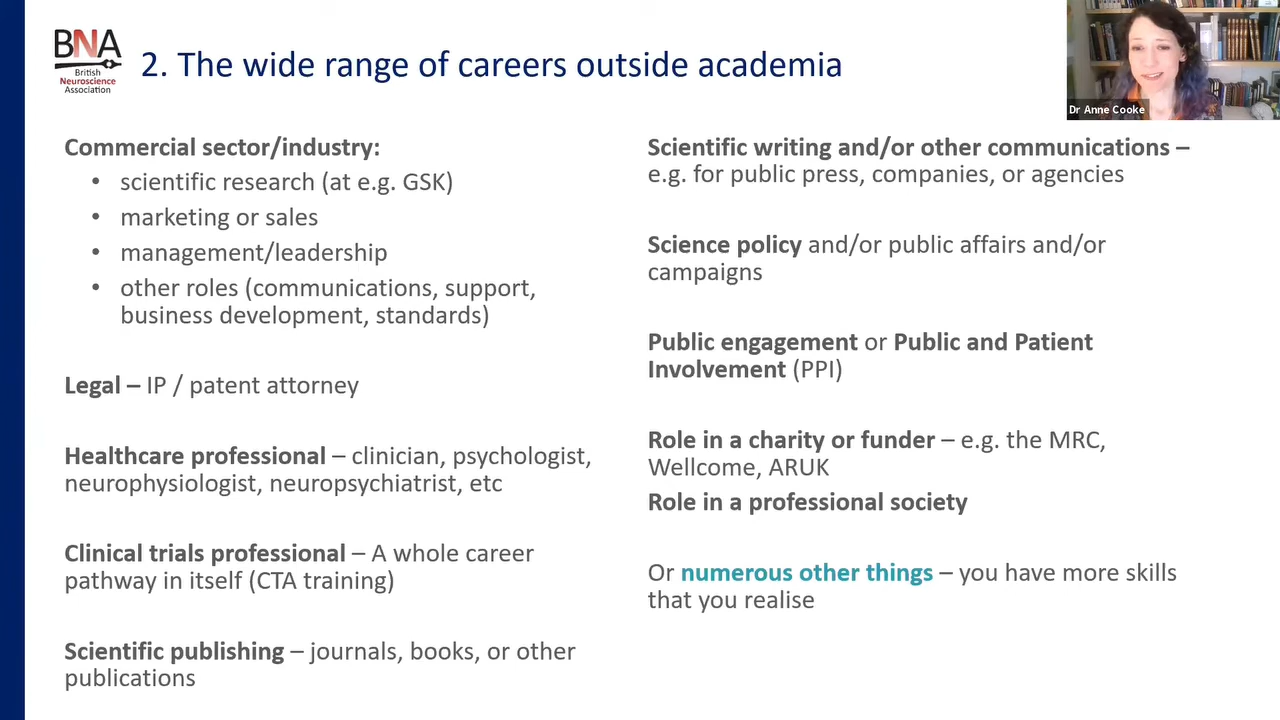 BNA
British
Neuroscience
Association
2. The wide range of careers outside academia
Dr Anne Cooke
Commercial sector/industry:
• scientific research (at e.g. GSK)
• marketing or sales
• management/leadership
• other roles (communications, support,
business development, standards)
Legal – IP / patent attorney
Healthcare professional – clinician, psychologist,
neurophysiologist, neuropsychiatrist, etc
Clinical trials professional – A whole career
pathway in itself (CTA training)
Scientific publishing – journals, books, or other
publications
Scientific writing and/or other communications –
e.g. for public press, companies, or agencies
Science policy and/or public affairs and/or
campaigns
Public engagement or Public and Patient
Involvement (PPI)
Role in a charity or funder – e.g. the MRC,
Wellcome, ARUK
Role in a professional society
Or numerous other things – you have more skills
that you realise